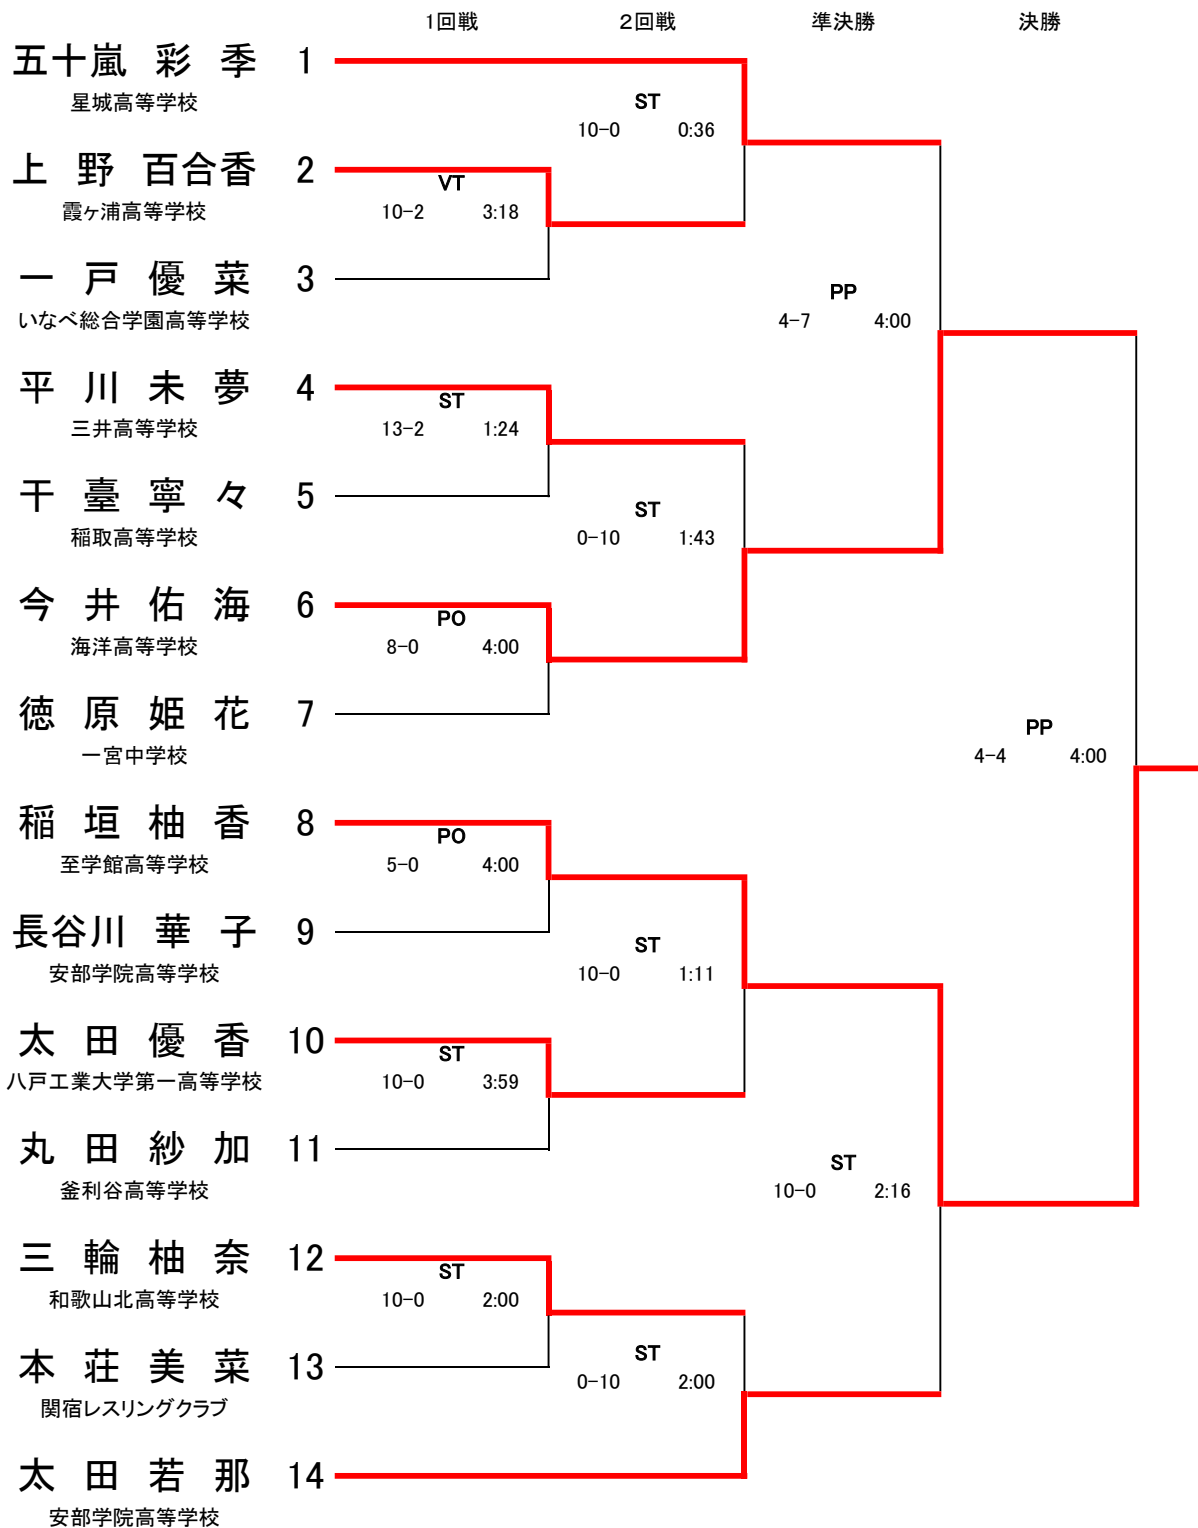 1回戦 2回戦 準決勝 決勝
五十嵐 彩 季 1
星城高等学校
ST
10-0 0:36
上 野 百合香 2
霞ヶ浦高等学校
VT
10-2 3:18
一 戸 優 菜 3
いなべ総合学園高等学校
PP
4-7 4:00
平 川 未 夢 4
三井高等学校
ST
13-2 1:24
干 臺 寧 々 5
稲取高等学校
ST
0-10 1:43
今 井 佑 海 6
海洋高等学校
PO
8-0 4:00
徳 原 姫 花 7
一宮中学校
PP
4-4 4:00
稲 垣 柚 香 8
至学館高等学校
PO
5-0 4:00
長谷川 華 子 9
安部学院高等学校
ST
10-0 1:11
太 田 優 香 10
八戸工業大学第一高等学校
ST
10-0 3:59
丸 田 紗 加 11
釜利谷高等学校
ST
10-0 2:16
三 輪 柚 奈 12
和歌山北高等学校
ST
10-0 2:00
本 荘 美 菜 13
関宿レスリングクラブ
ST
0-10 2:00
太 田 若 那 14
安部学院高等学校